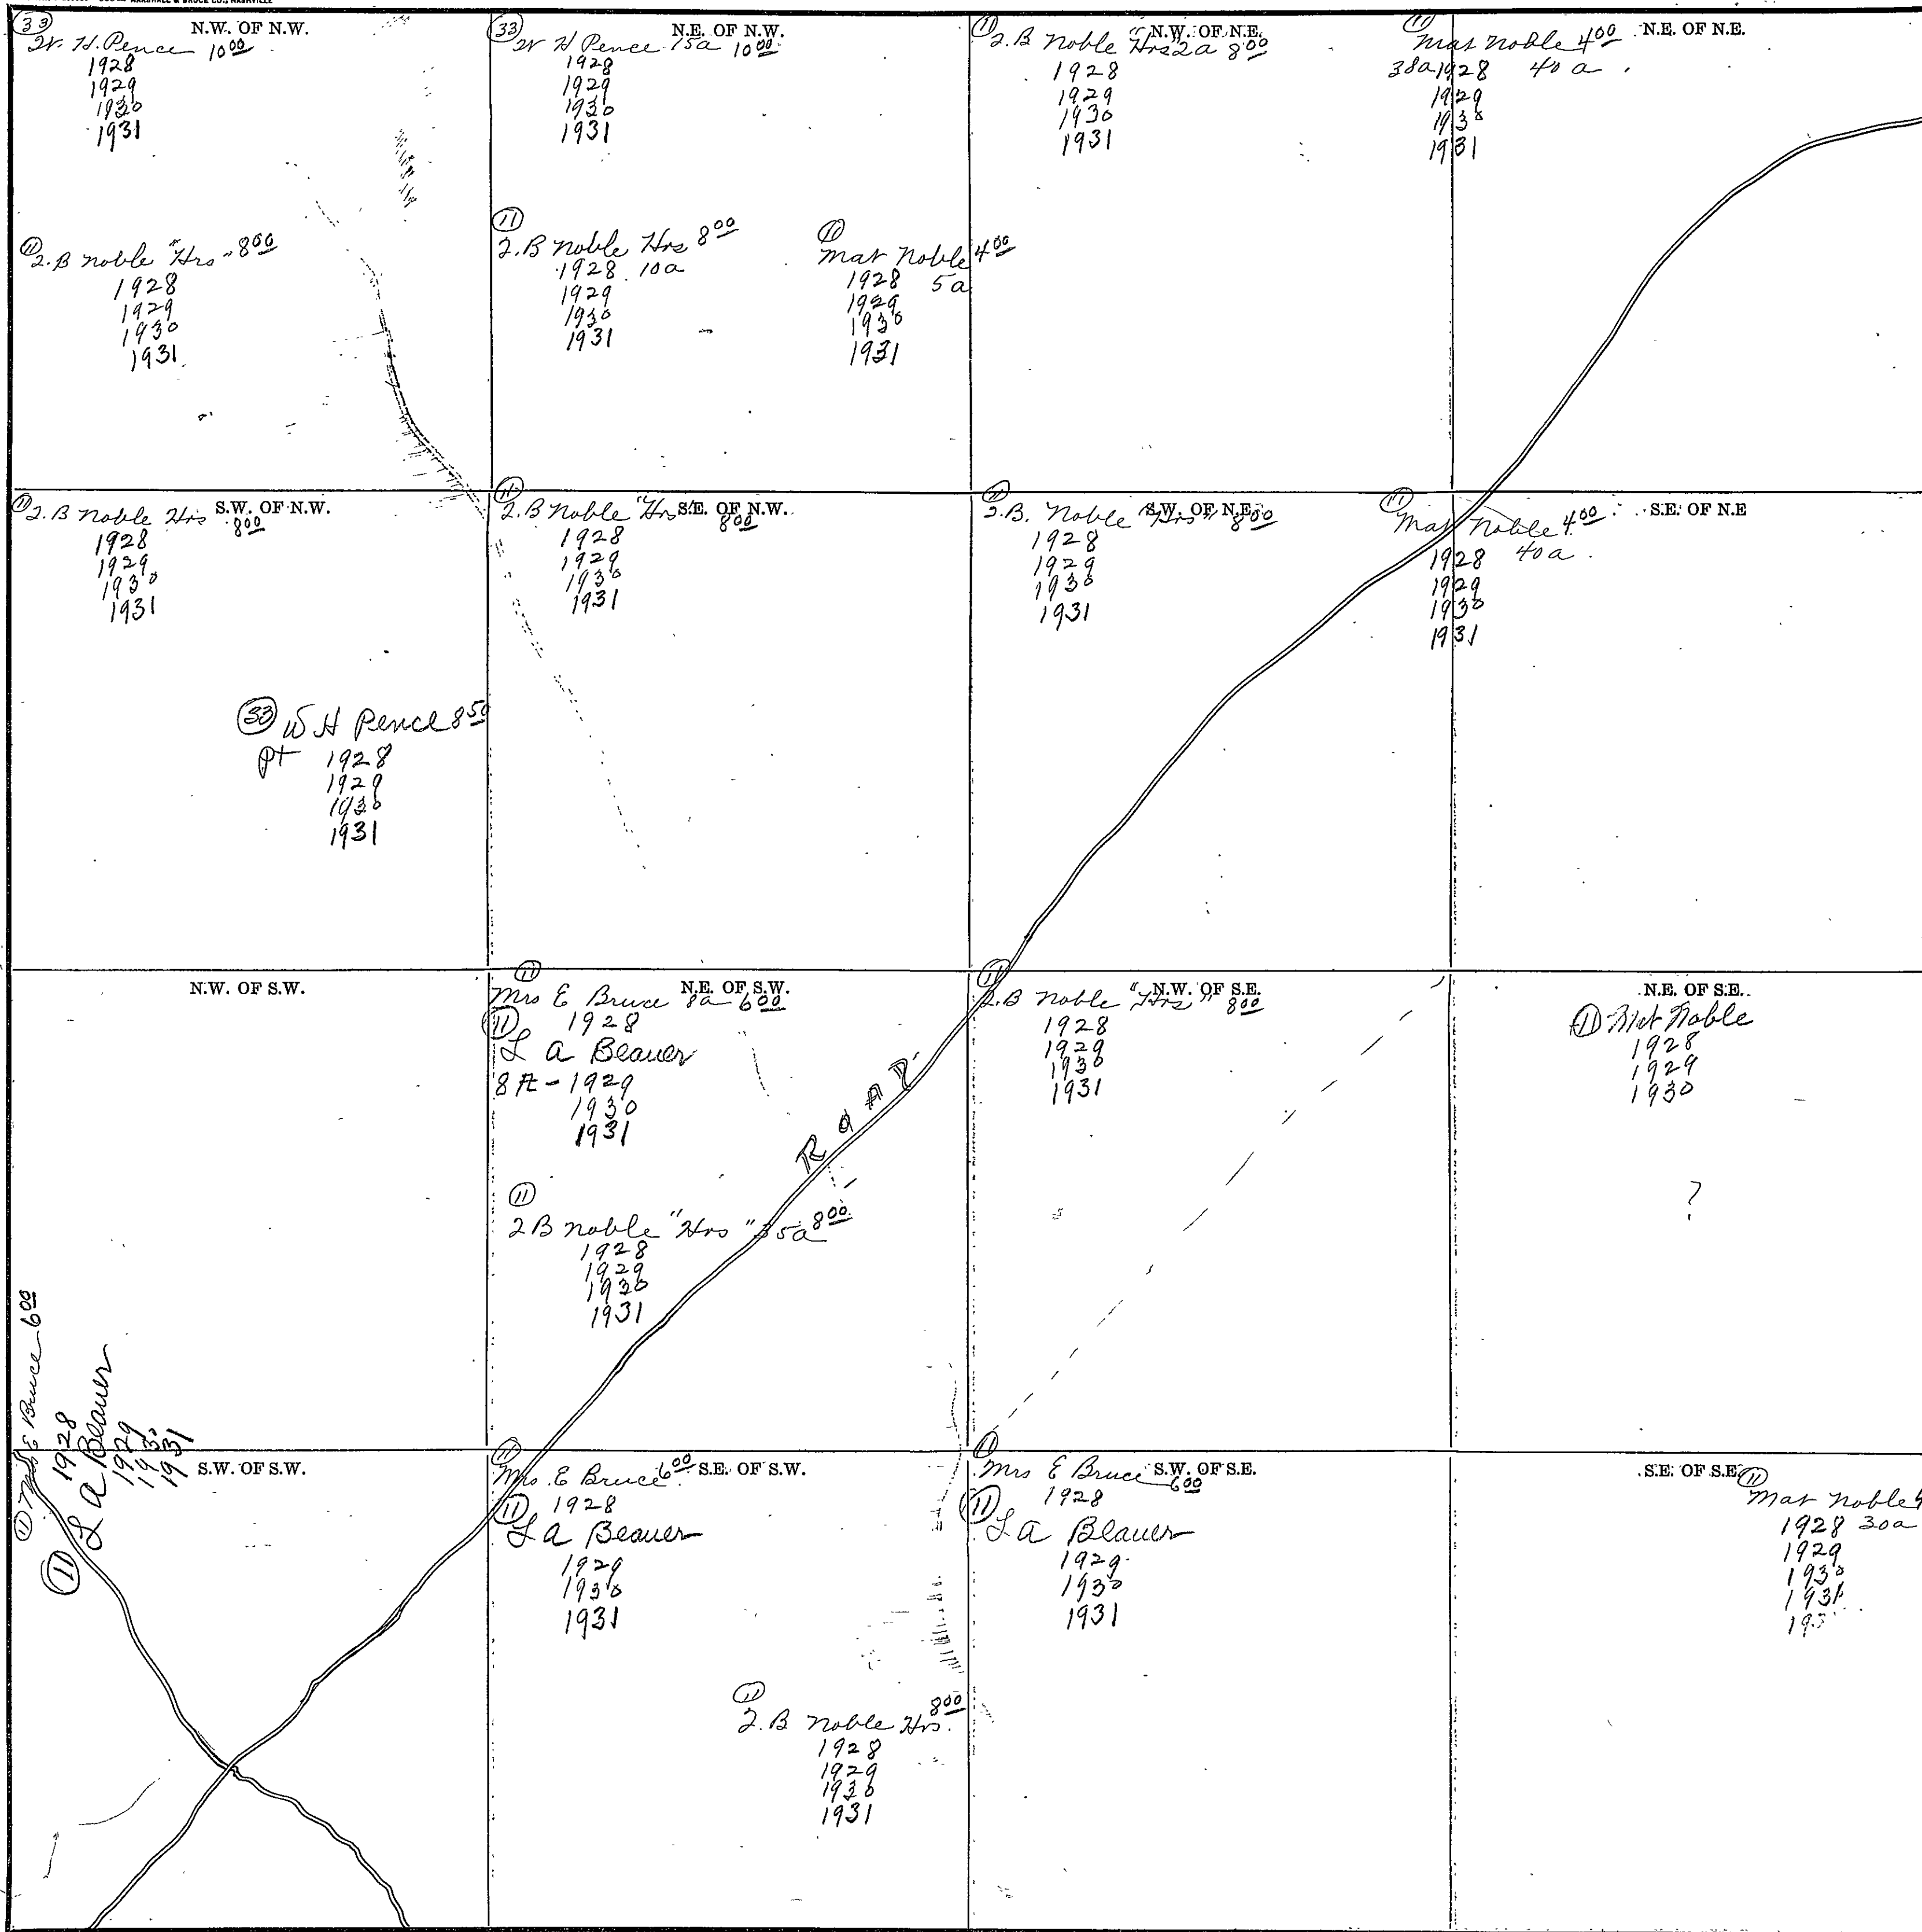 33
N.W. OF N.W.
W. H. Pence 10 00
1928
1929
1930
1931
11
2.B Noble "Hrs" 8 00
1928
1929
1930
1931
33
N.E. OF N.W.
W H Pence 15a 10 00
1928
1929
1930
1931
11
2.B Noble Hrs 8 00
1928 10a
1929
1930
1931
11
Mat Noble 4 00
1928 5a
1929
1930
1931
11
N.W. OF N.E.
2.B Noble "Hrs 2a 8 00
1928
1929
1930
1931
11
N.E. OF N.E.
Mat Noble 4 00
38a 1928 40 a
1929
1930
1931
11
S.W. OF N.W.
2.B Noble Hrs 8 00
1928
1929
1930
1931
33 W H Pence 8 50
pt 1928
1929
1930
1931
11
S.E. OF N.W.
2.B Noble "Hrs 8 00
1928
1929
1930
1931
11
S.W. OF N.E.
2.B. Noble "Hrs" 8 00
1928
1929
1930
1931
11
S.E. OF N.E
Mat Noble 4 00
1928 40a
1929
1930
1931
N.W. OF S.W.
11 Mrs E Bruce 6 00
1928
11 L a Beaver
1929
1930
1931
11
N.E. OF S.W.
Mrs E Bruce 8a 6 00
11 1928
L a Beaver
8 A - 1929
1930
1931
ROAD
11
2B Noble "Hrs" 35a 8 00
1928
1929
1930
1931
11
N.W. OF S.E.
2.B Noble "Hrs" 8 00
1928
1929
1930
1931
N.E. OF S.E.
11 Mat Noble
1928
1929
1930
?
S.W. OF S.W.
11
S.E. OF S.W.
Mrs. E Bruce 6 00
11 1928
L a Beaver
1929
1930
1931
11
2.B Noble Hrs. 8 00
1928
1929
1930
1931
11
S.W. OF S.E.
Mrs E Bruce 6 00
11 1928
L a Beaver
1929
1930
1931
S.E. OF S.E.
11
Mat Noble 4
1928 30a
1929
1930
1931